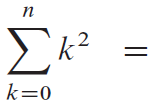 n
∑ k² =
k=0